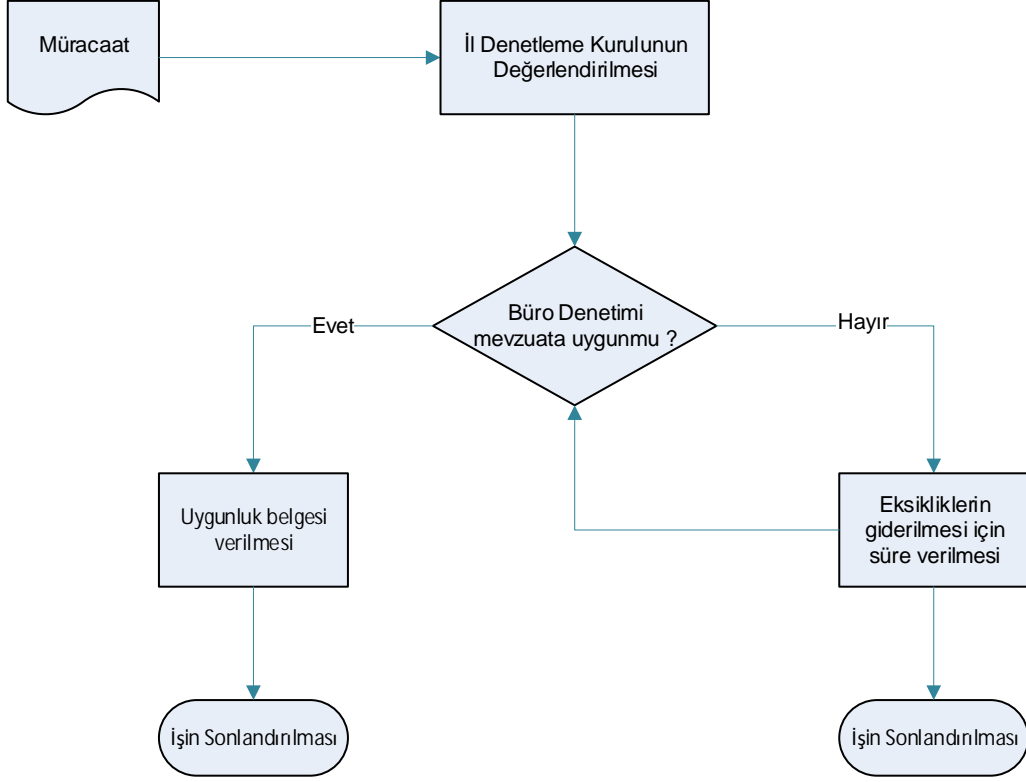 Müracaat
İl Denetleme Kurulunun
Değerlendirilmesi
Büro Denetimi
mevzuata uygunmu ?
Evet
Hayır
Uygunluk belgesi
verilmesi
Eksikliklerin
giderilmesi için
süre verilmesi
İşin Sonlandırılması
İşin Sonlandırılması